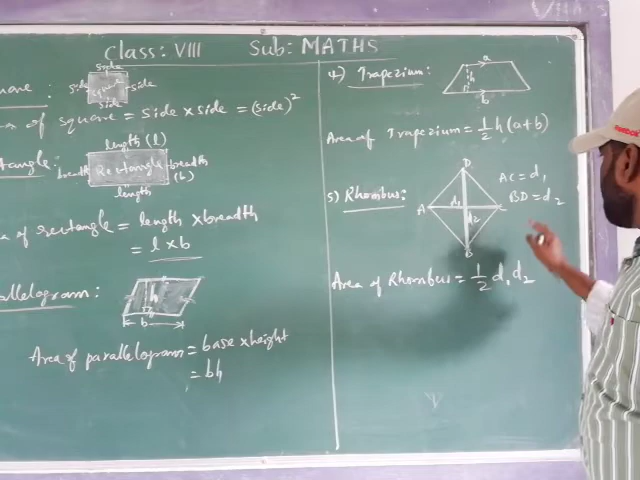 Class: VIII Sub: MATHS
side
side square side
side
of square = side x side = (side)²
length (l)
breadth Rectangle breadth
(b)
length
of rectangle = length x breadth
= l x b
h
b
Area of parallelogram = base x height
= bh
4) Trapezium:
a
h
b
Area of Trapezium = 1/2 h (a+b)
5) Rhombus:
D
A d₁ C
d₂
B
AC = d₁
BD = d₂
Area of Rhombus = 1/2 d₁ d₂